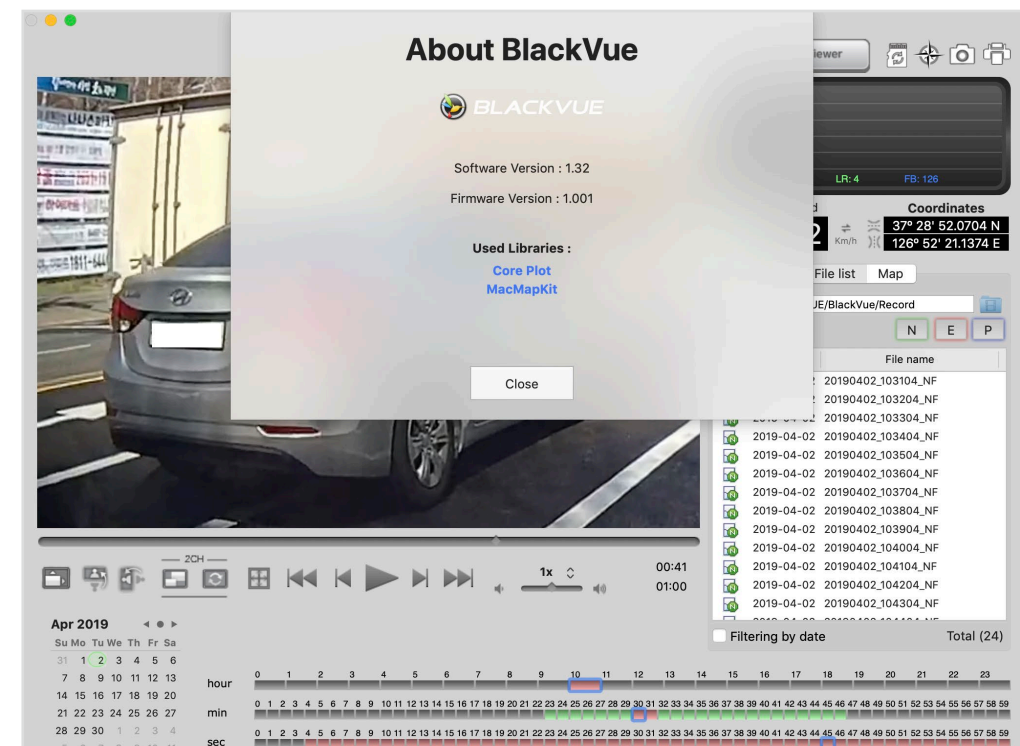 About BlackVue
BLACKVUE
Software Version : 1.32
Firmware Version : 1.001
Used Libraries :
Core Plot
MacMapKit
Close
iewer
LR: 4
FB: 126
Coordinates
Km/h
37º 28' 52.0704 N
126º 52' 21.1374 E
File list
Map
JE/BlackVue/Record
N
E
P
File name
20190402_103104_NF
20190402_103204_NF
20190402_103304_NF
2019-04-02 20190402_103404_NF
2019-04-02 20190402_103504_NF
2019-04-02 20190402_103604_NF
2019-04-02 20190402_103704_NF
2019-04-02 20190402_103804_NF
2019-04-02 20190402_103904_NF
2019-04-02 20190402_104004_NF
2019-04-02 20190402_104104_NF
2019-04-02 20190402_104204_NF
2019-04-02 20190402_104304_NF
Filtering by date
Total (24)
2CH
1x
00:41
01:00
Apr 2019
Su Mo Tu We Th Fr Sa
31 1 2 3 4 5 6
7 8 9 10 11 12 13
14 15 16 17 18 19 20
21 22 23 24 25 26 27
28 29 30 1 2 3 4
hour
0 1 2 3 4 5 6 7 8 9 10 11 12 13 14 15 16 17 18 19 20 21 22 23
min
0 1 2 3 4 5 6 7 8 9 10 11 12 13 14 15 16 17 18 19 20 21 22 23 24 25 26 27 28 29 30 31 32 33 34 35 36 37 38 39 40 41 42 43 44 45 46 47 48 49 50 51 52 53 54 55 56 57 58 59
sec
0 1 2 3 4 5 6 7 8 9 10 11 12 13 14 15 16 17 18 19 20 21 22 23 24 25 26 27 28 29 30 31 32 33 34 35 36 37 38 39 40 41 42 43 44 45 46 47 48 49 50 51 52 53 54 55 56 57 58 59